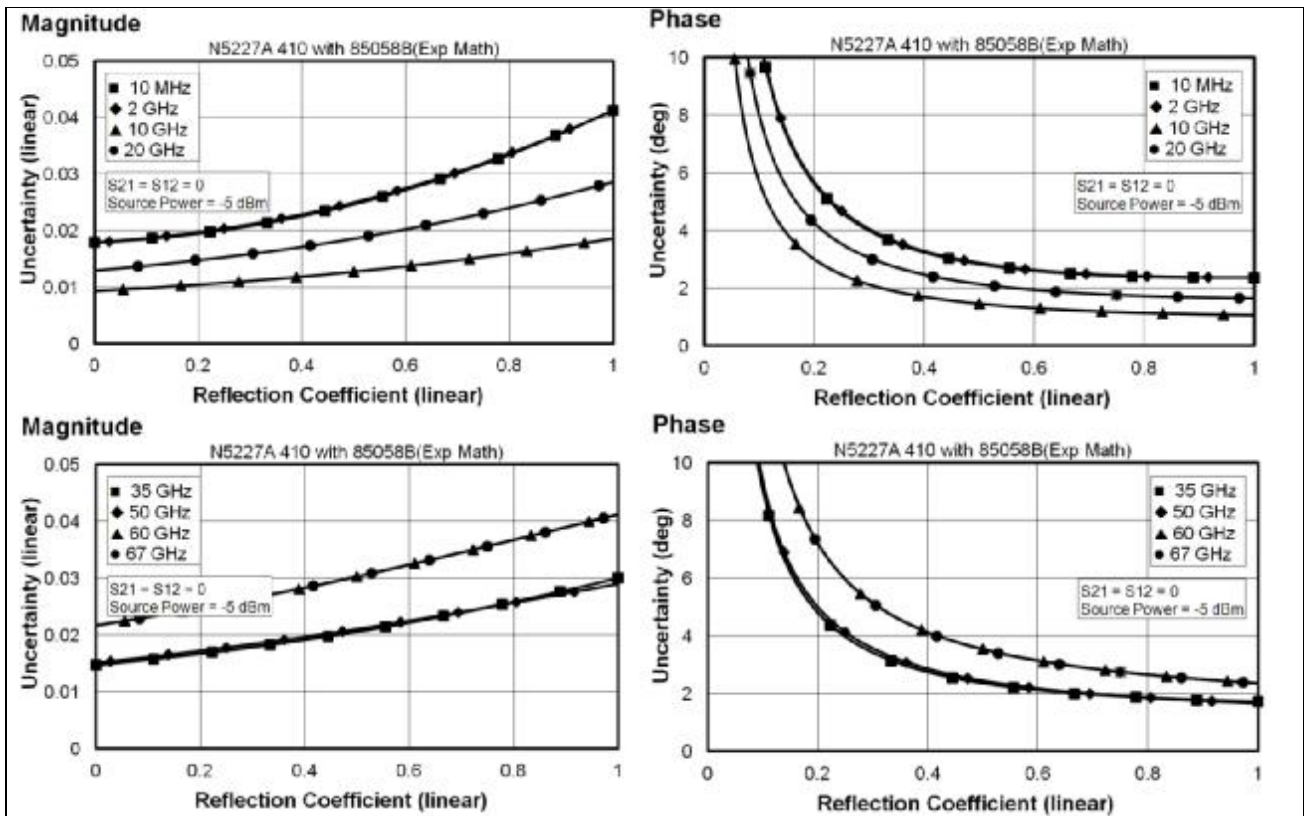 Magnitude
N5227A 410 with 85058B(Exp Math)
0.05
0.04
0.03
0.02
0.01
0
Uncertainty (linear)
10 MHz
2 GHz
10 GHz
20 GHz
S21 = S12 = 0
Source Power = -5 dBm
0 0.2 0.4 0.6 0.8 1
Reflection Coefficient (linear)
Phase
N5227A 410 with 85058B(Exp Math)
10
8
6
4
2
0
Uncertainty (deg)
10 MHz
2 GHz
10 GHz
20 GHz
S21 = S12 = 0
Source Power = -5 dBm
0 0.2 0.4 0.6 0.8 1
Reflection Coefficient (linear)
Magnitude
N5227A 410 with 85058B(Exp Math)
0.05
0.04
0.03
0.02
0.01
0
Uncertainty (linear)
35 GHz
50 GHz
60 GHz
67 GHz
S21 = S12 = 0
Source Power = -5 dBm
0 0.2 0.4 0.6 0.8 1
Reflection Coefficient (linear)
Phase
N5227A 410 with 85058B(Exp Math)
10
8
6
4
2
0
Uncertainty (deg)
35 GHz
50 GHz
60 GHz
67 GHz
S21 = S12 = 0
Source Power = -5 dBm
0 0.2 0.4 0.6 0.8 1
Reflection Coefficient (linear)